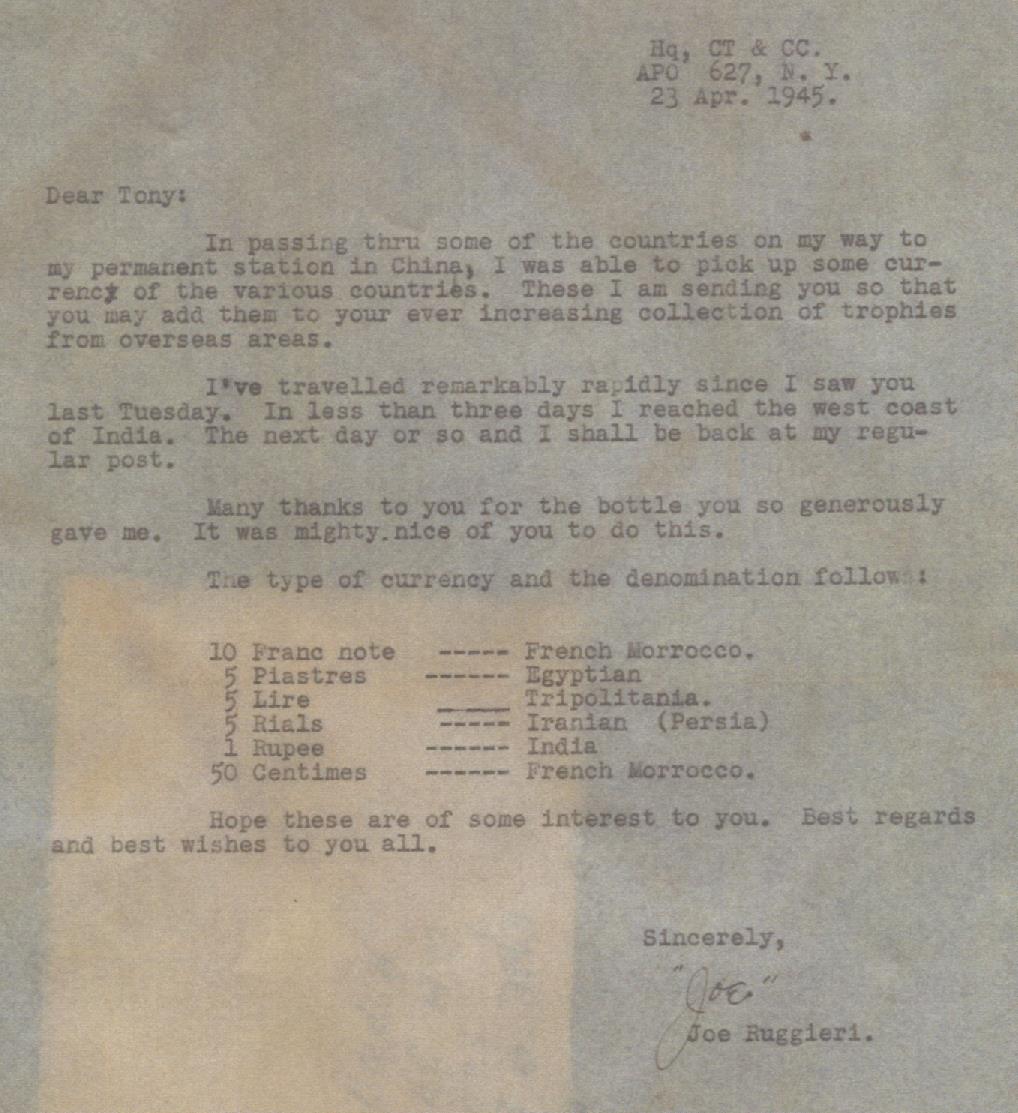 Hq, CT & CC.
APO 627, N. Y.
23 Apr. 1945.
Dear Tony:
In passing thru some of the countries on my way to
my permanent station in China, I was able to pick up some cur-
rency of the various countries. These I am sending you so that
you may add them to your ever increasing collection of trophies
from overseas areas.
I've travelled remarkably rapidly since I saw you
last Tuesday. In less than three days I reached the west coast
of India. The next day or so and I shall be back at my regu-
lar post.
Many thanks to you for the bottle you so generously
gave me. It was mighty nice of you to do this.
The type of currency and the denomination follows:
10 Franc note ----- French Morrocco.
5 Piastres ------ Egyptian
5 Lire _____ Tripolitania.
5 Rials ----- Iranian (Persia)
1 Rupee ------ India
50 Centimes ------ French Morrocco.
Hope these are of some interest to you. Best regards
and best wishes to you all.
Sincerely,
"Joe"
Joe Ruggieri.